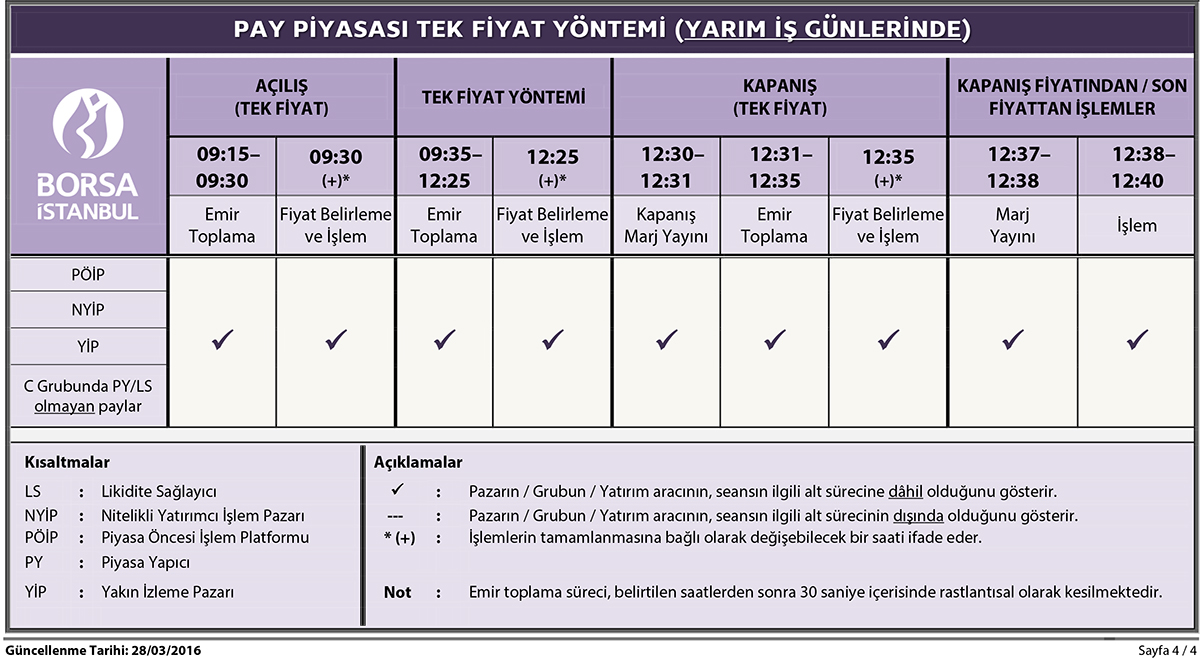 PAY PİYASASI TEK FİYAT YÖNTEMİ (YARIM İŞ GÜNLERİNDE)
BORSA
İSTANBUL
AÇILIŞ
(TEK FİYAT)
TEK FİYAT YÖNTEMİ
KAPANIŞ
(TEK FİYAT)
KAPANIŞ FİYATINDAN / SON
FİYATTAN İŞLEMLER
09:15–
09:30
09:30
(+)*
09:35–
12:25
12:25
(+)*
12:30–
12:31
12:31–
12:35
12:35
(+)*
12:37–
12:38
12:38–
12:40
Emir
Toplama
Fiyat Belirleme
ve İşlem
Emir
Toplama
Fiyat Belirleme
ve İşlem
Kapanış
Marj Yayını
Emir
Toplama
Fiyat Belirleme
ve İşlem
Marj
Yayını
İşlem
PÖİP
NYİP
YİP
C Grubunda PY/LS
olmayan paylar
✓ ✓ ✓ ✓ ✓ ✓ ✓ ✓ ✓
Kısaltmalar
LS : Likidite Sağlayıcı
NYİP : Nitelikli Yatırımcı İşlem Pazarı
PÖİP : Piyasa Öncesi İşlem Platformu
PY : Piyasa Yapıcı
YİP : Yakın İzleme Pazarı
Açıklamalar
✓ : Pazarın / Grubun / Yatırım aracının, seansın ilgili alt sürecine dâhil olduğunu gösterir.
--- : Pazarın / Grubun / Yatırım aracının, seansın ilgili alt sürecinin dışında olduğunu gösterir.
* (+) : İşlemlerin tamamlanmasına bağlı olarak değişebilecek bir saati ifade eder.
Not : Emir toplama süreci, belirtilen saatlerden sonra 30 saniye içerisinde rastlantısal olarak kesilmektedir.
Güncellenme Tarihi: 28/03/2016
Sayfa 4 / 4